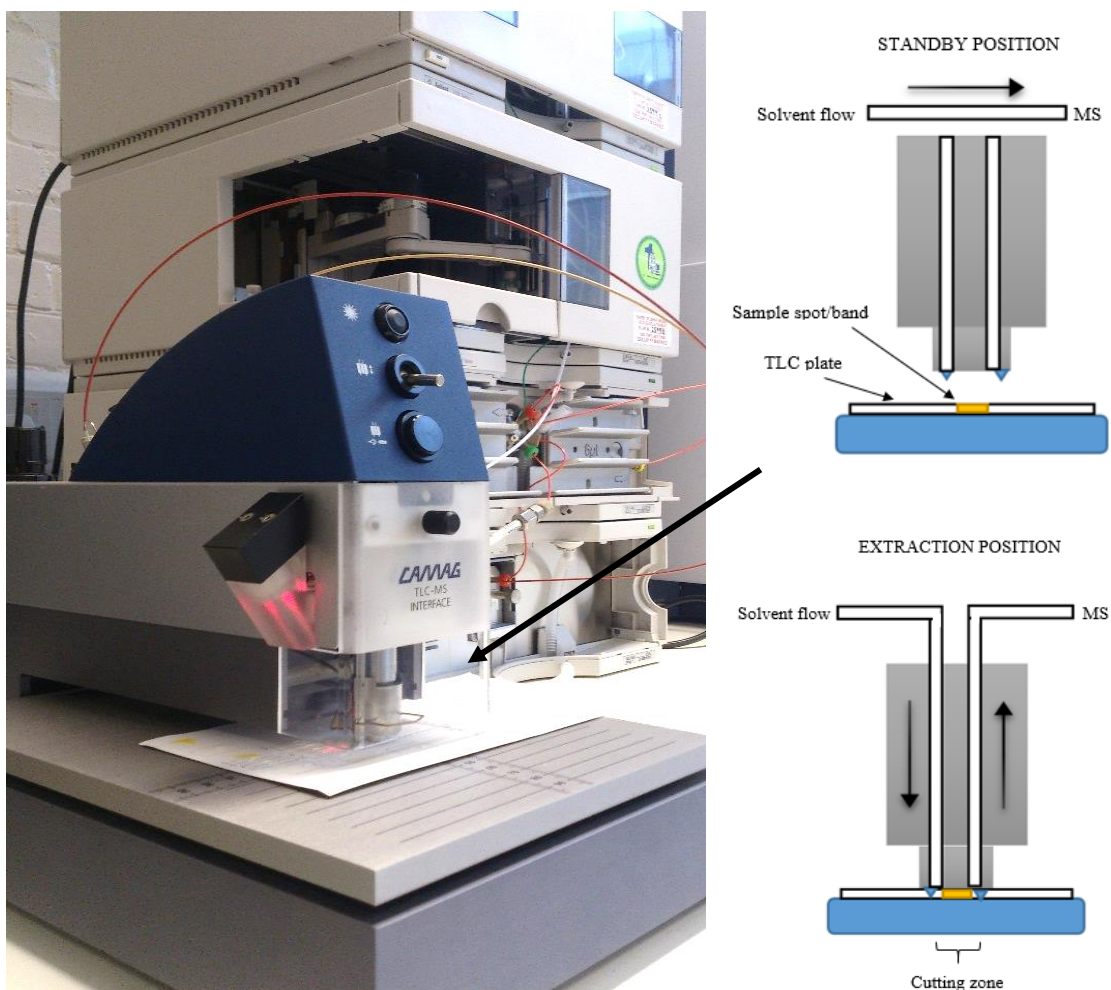 STANDBY POSITION
Solvent flow
MS
Sample spot/band
TLC plate
EXTRACTION POSITION
Solvent flow
MS
Cutting zone
CAMAG
TLC-MS
INTERFACE